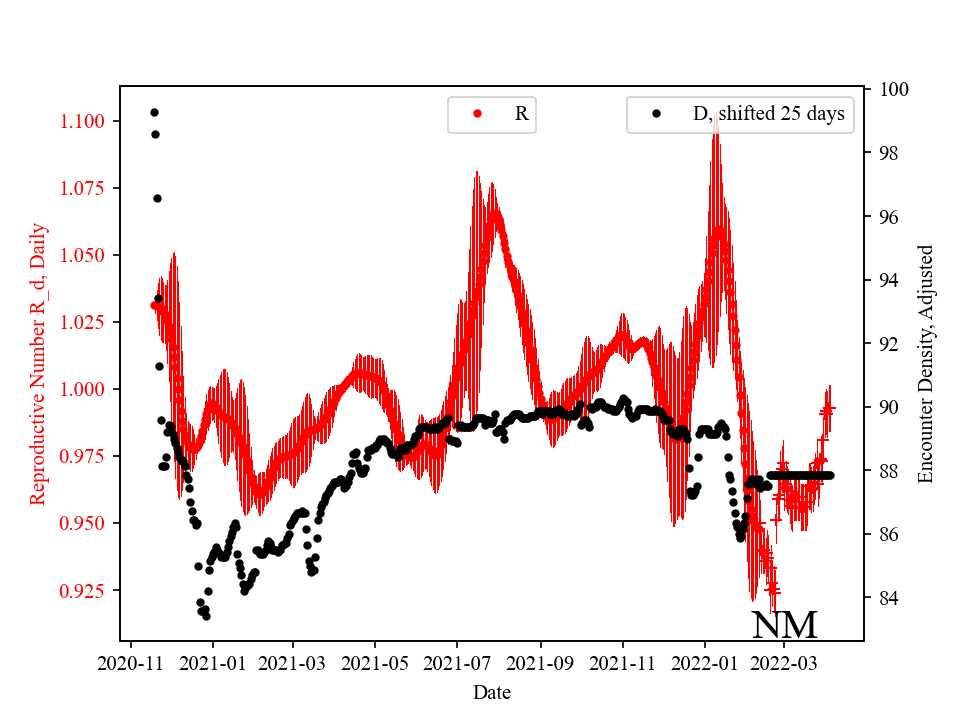 R
D, shifted 25 days
1.100
1.075
1.050
1.025
1.000
0.975
0.950
0.925
Reproductive Number R_d, Daily
100
98
96
94
92
90
88
86
84
Encounter Density, Adjusted
NM
2020-11 2021-01 2021-03 2021-05 2021-07 2021-09 2021-11 2022-01 2022-03
Date